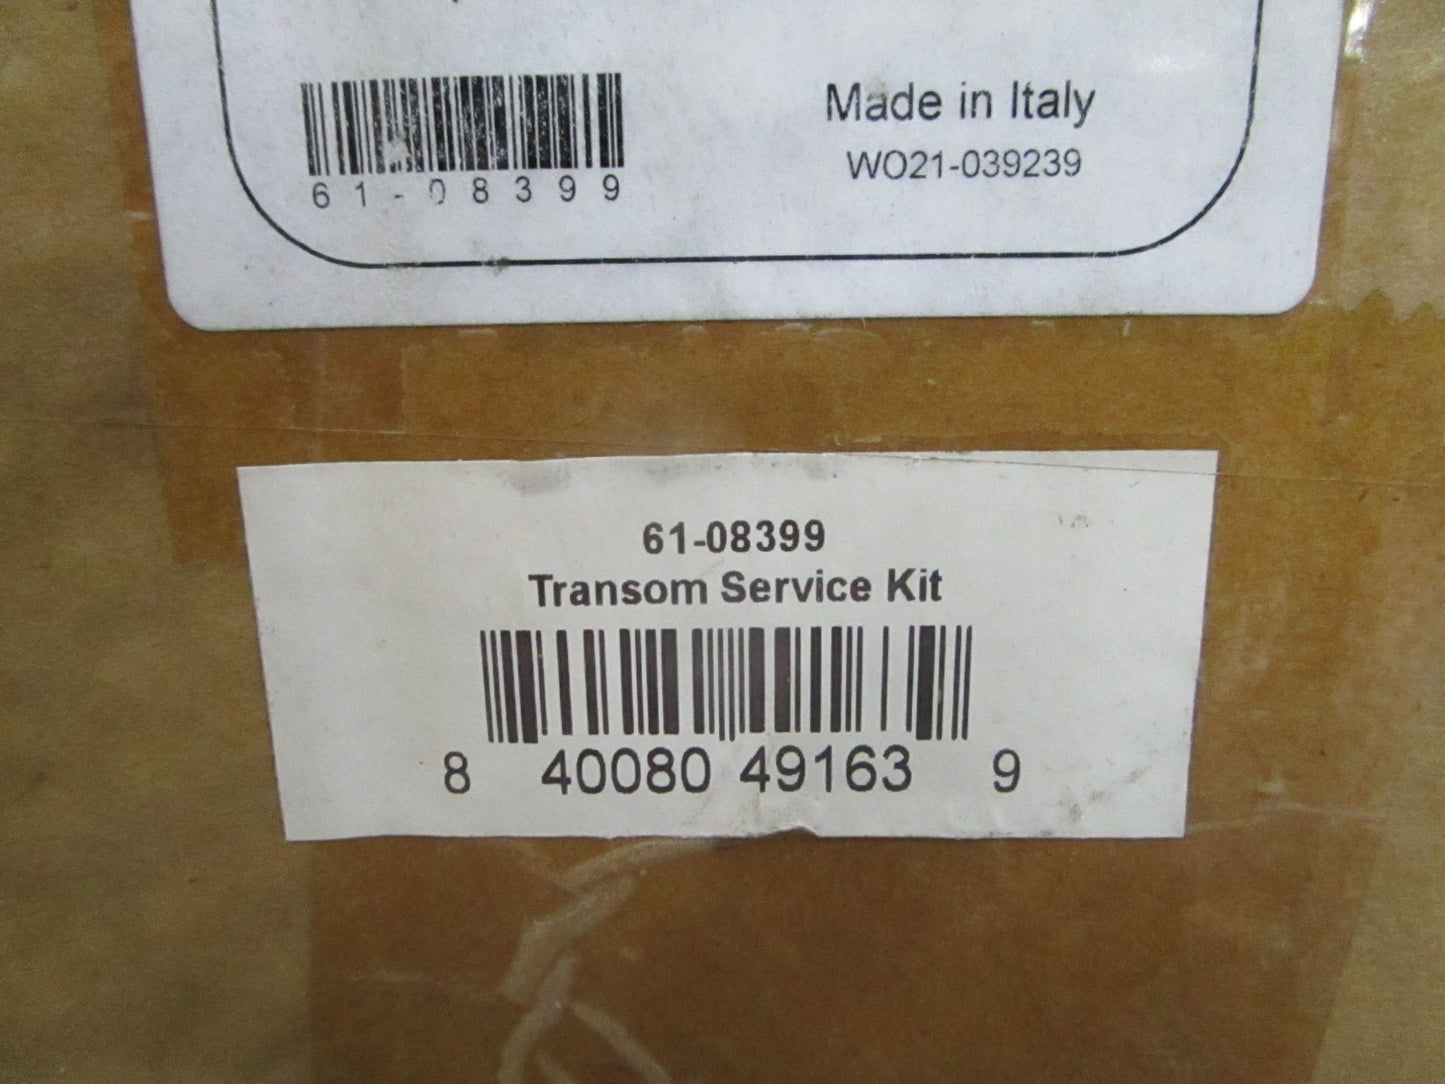 61-08399
Made in Italy
WO21-039239
61-08399
Transom Service Kit
8 40080 49163 9